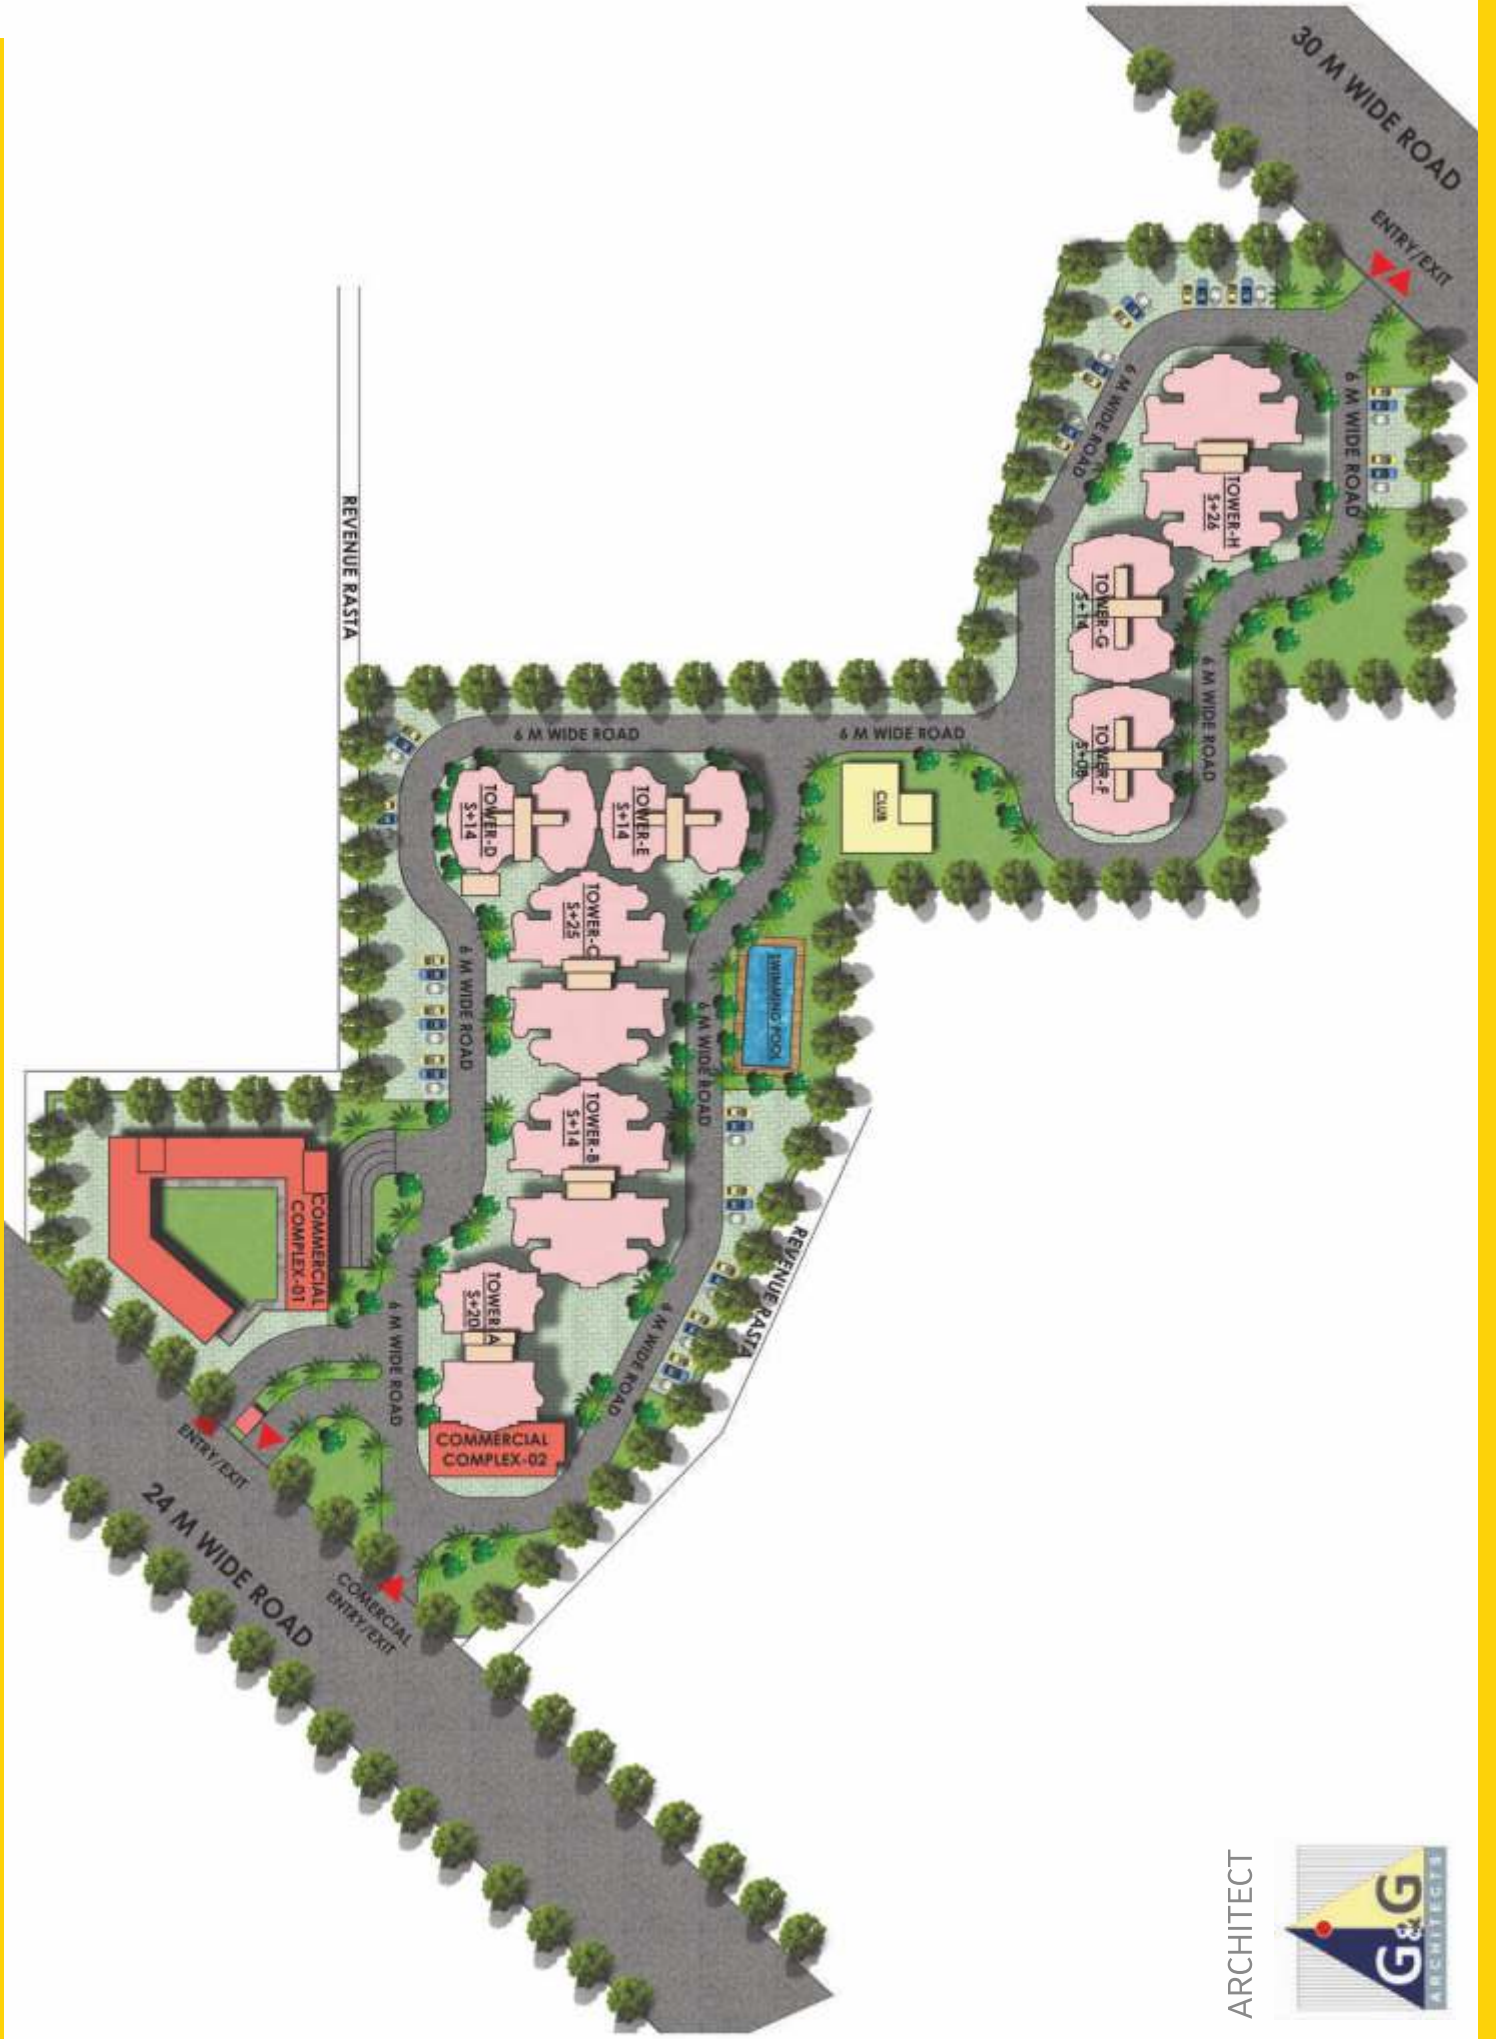 30 M WIDE ROAD
ENTRY/EXIT
6 M WIDE ROAD
6 M WIDE ROAD
TOWER-H
S+26
TOWER-G
S+14
REVENUE RASTA
6 M WIDE ROAD
TOWER-F
S+08
6 M WIDE ROAD
6 M WIDE ROAD
CLUB
TOWER-D
S+14
TOWER-E
S+14
TOWER-C
S+25
6 M WIDE ROAD
SWIMMING POOL
6 M WIDE ROAD
TOWER-B
S+14
COMMERCIAL
COMPLEX-01
REVENUE RASTA
TOWER-A
S+20
6 M WIDE ROAD
6 M WIDE ROAD
COMMERCIAL
COMPLEX-02
ENTRY/EXIT
24 M WIDE ROAD
COMERCIAL
ENTRY/EXIT
ARCHITECT
G&G
ARCHITECTS